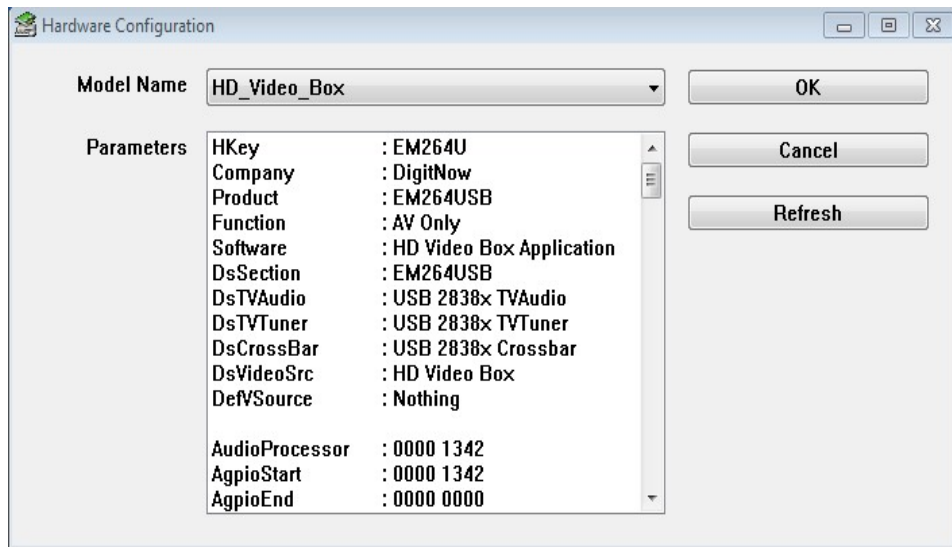 Hardware Configuration
Model Name HD_Video_Box OK
Parameters HKey : EM264U Cancel
Company : DigitNow
Product : EM264USB Refresh
Function : AV Only
Software : HD Video Box Application
DsSection : EM264USB
DsTVAudio : USB 2838x TVAudio
DsTVTuner : USB 2838x TVTuner
DsCrossBar : USB 2838x Crossbar
DsVideoSrc : HD Video Box
DefVSource : Nothing
AudioProcessor : 0000 1342
AgpioStart : 0000 1342
AgpioEnd : 0000 0000